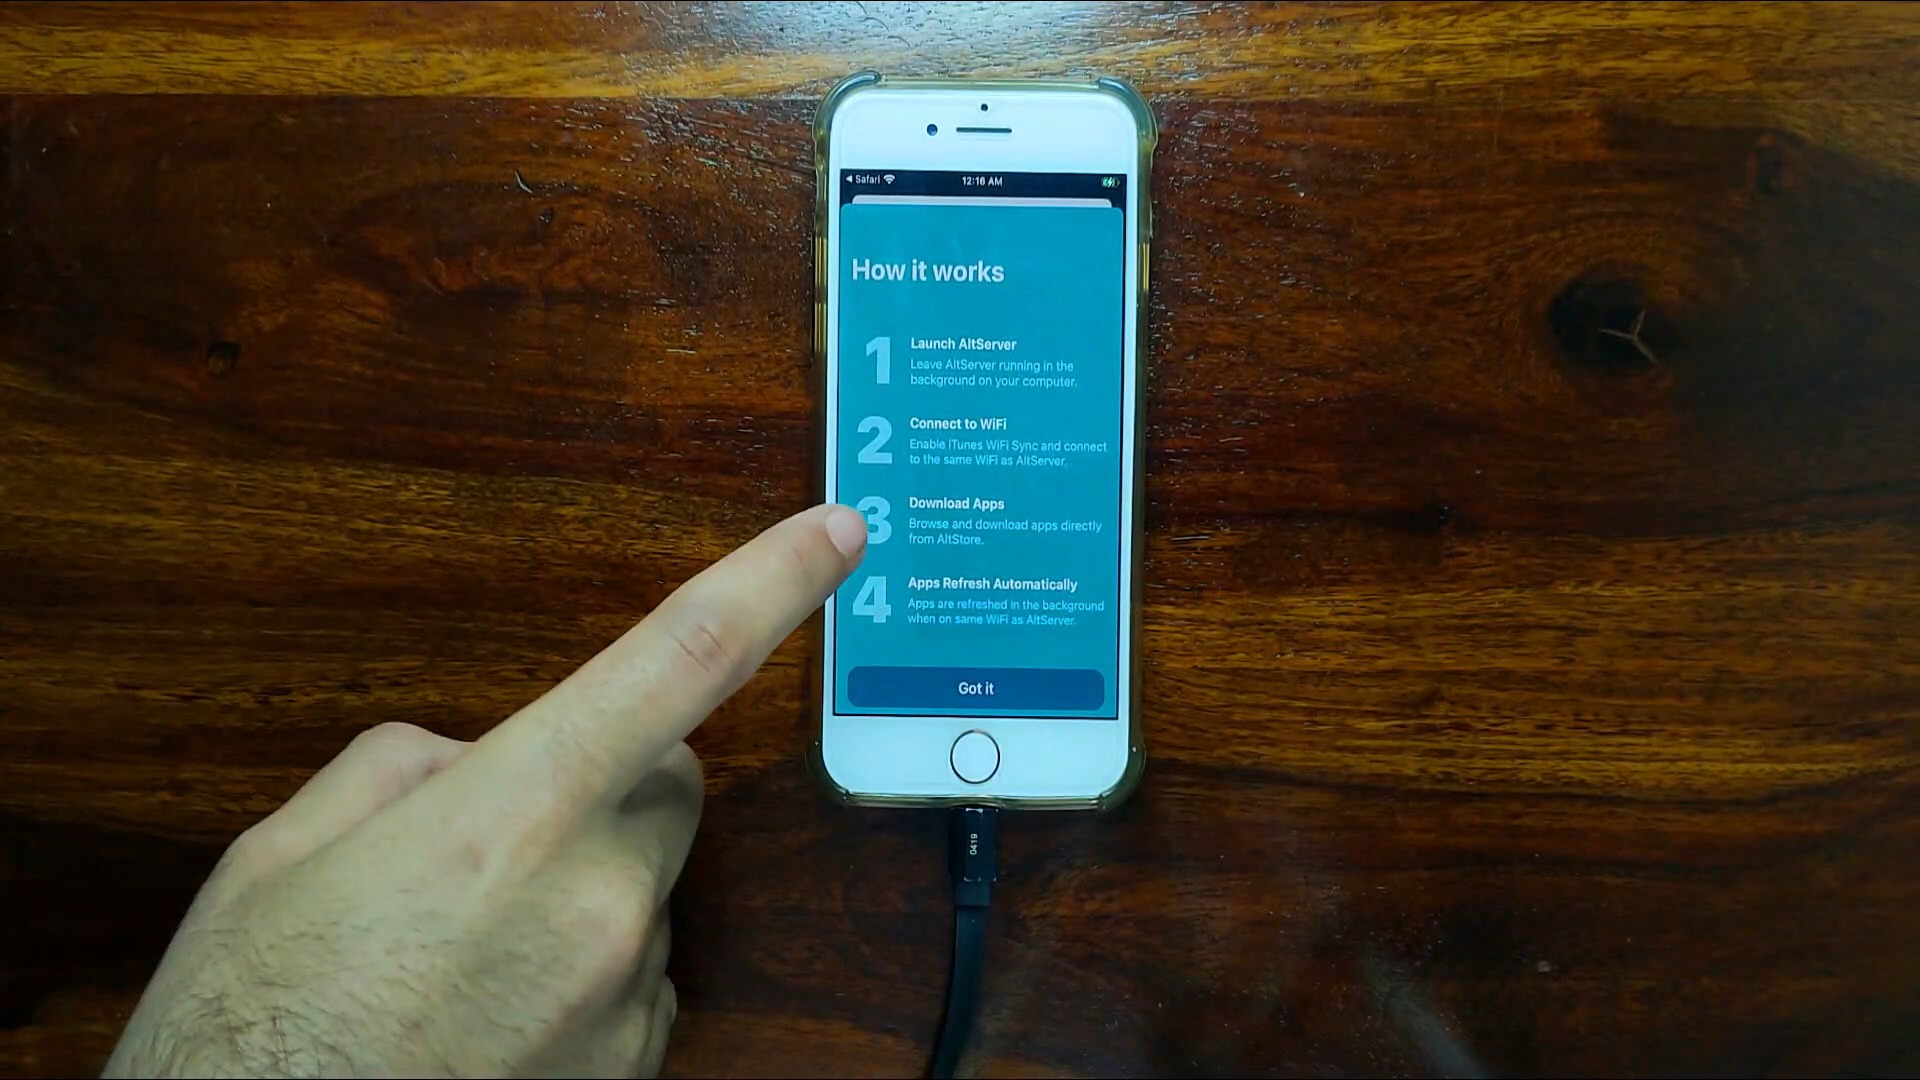 Safari
12:16 AM
How it works
1
Launch AltServer
Leave AltServer running in the
background on your computer.
2
Connect to WiFi
Enable iTunes WiFi Sync and connect
to the same WiFi as AltServer.
3
Download Apps
Browse and download apps directly
from AltStore.
4
Apps Refresh Automatically
Apps are refreshed in the background
when on same WiFi as AltServer.
Got it
0419